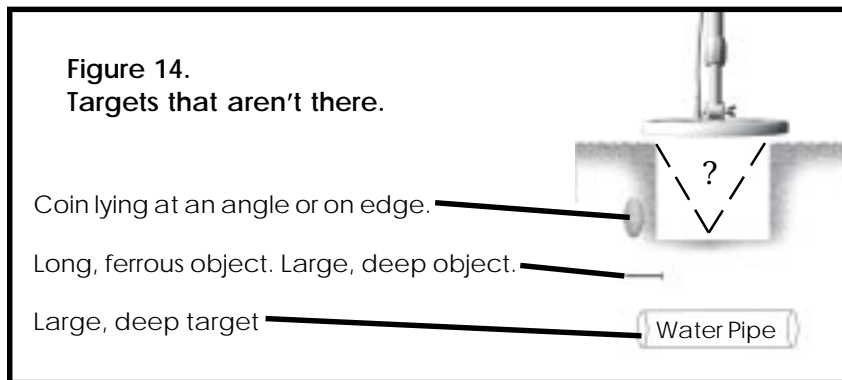 Figure 14.
Targets that aren't there.
?
Coin lying at an angle or on edge.
Long, ferrous object. Large, deep object.
Large, deep target
Water Pipe